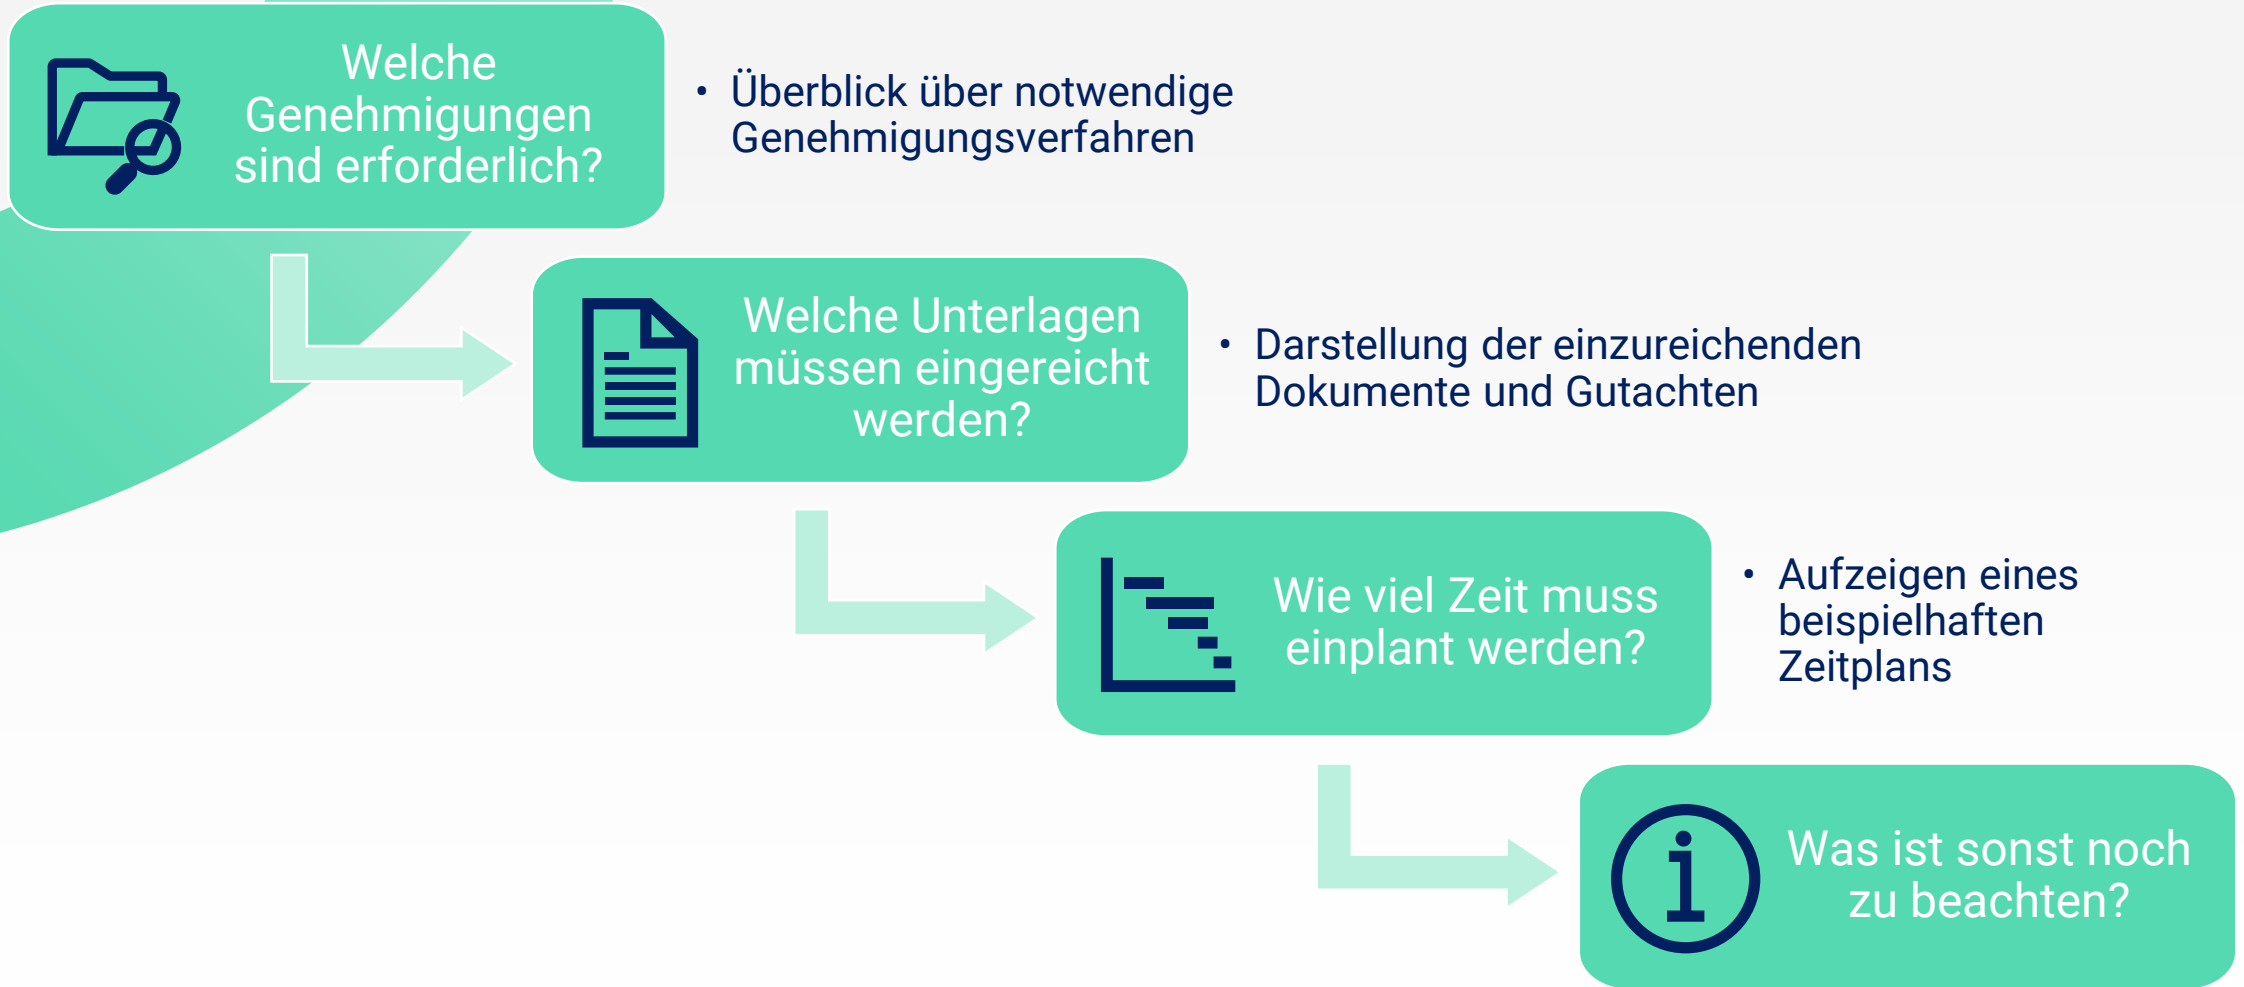 Welche
Genehmigungen
sind erforderlich?
• Überblick über notwendige
Genehmigungsverfahren
Welche Unterlagen
müssen eingereicht
werden?
• Darstellung der einzureichenden
Dokumente und Gutachten
Wie viel Zeit muss
einplant werden?
• Aufzeigen eines
beispielhaften
Zeitplans
Was ist sonst noch
zu beachten?